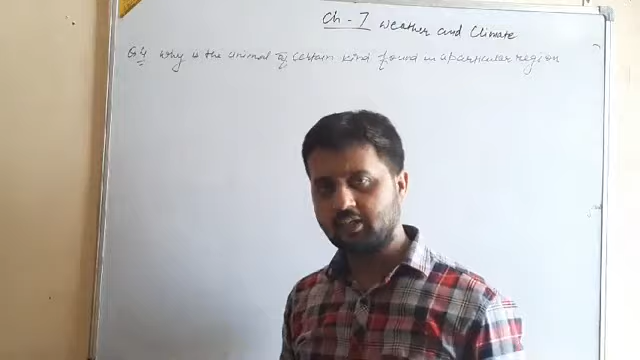 Ch - 7 Weather and Climate
Q.4 Why is the animal of certain kind found in a particular region